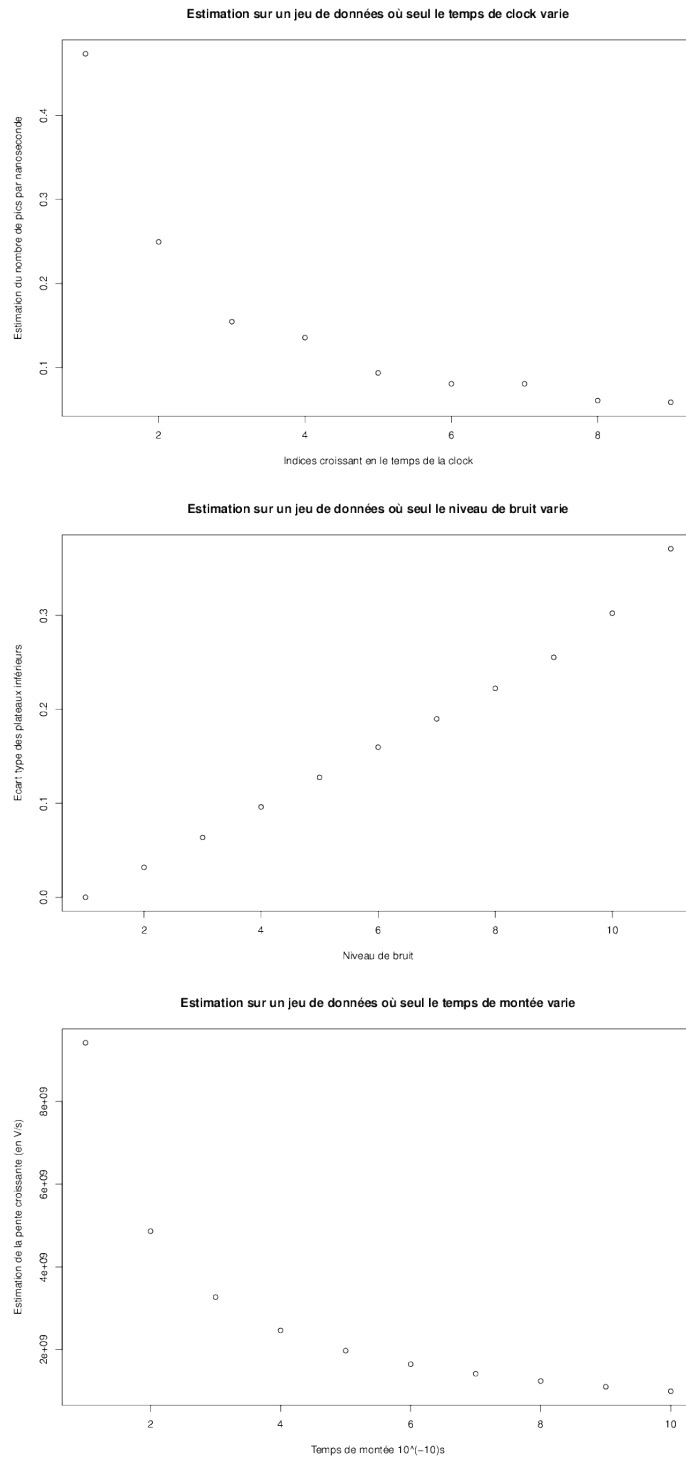 Estimation sur un jeu de données où seul le temps de clock varie
Estimation du nombre de pics par nanoseconde
0.4
0.3
0.2
0.1
2
4
6
8
Indices croissant en le temps de la clock
Estimation sur un jeu de données où seul le niveau de bruit varie
Ecart type des plateaux inférieurs
0.3
0.2
0.1
0.0
2
4
6
8
10
Niveau de bruit
Estimation sur un jeu de données où seul le temps de montée varie
Estimation de la pente croissante (en V/s)
8e+09
6e+09
4e+09
2e+09
2
4
6
8
10
Temps de montée 10^(−10)s